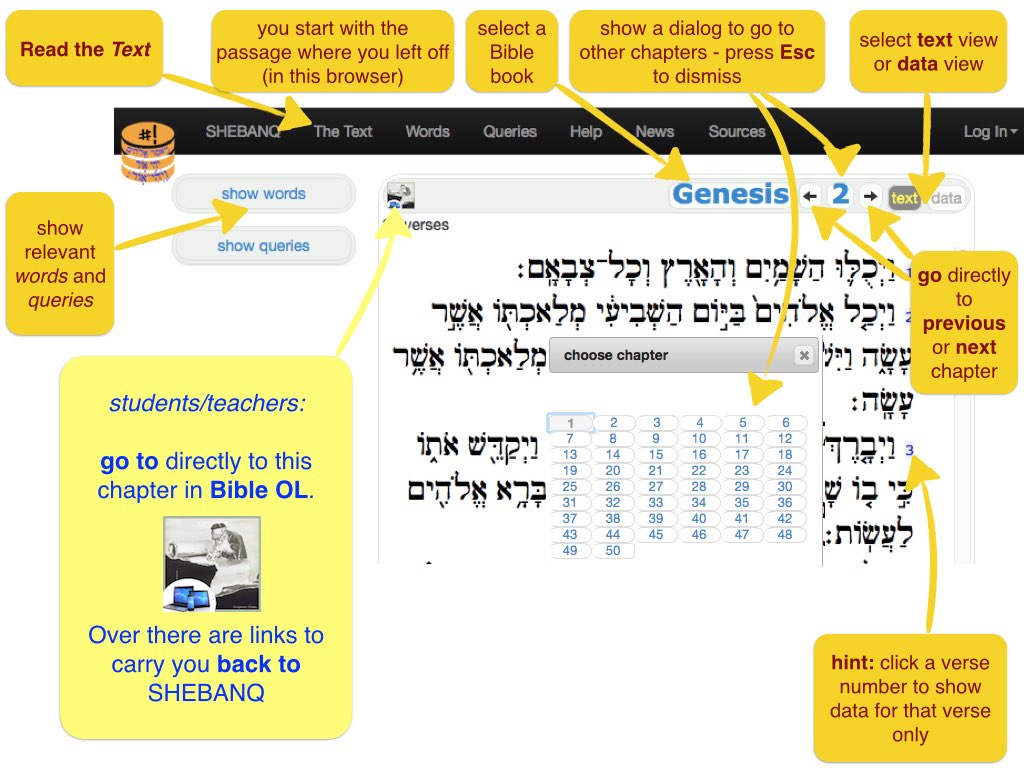 Read the Text
you start with the
passage where you left off
(in this browser)
select a
Bible
book
show a dialog to go to
other chapters - press Esc
to dismiss
select text view
or data view
#!
SHEBANQ The Text Words Queries Help News Sources Log In
show words
show queries
Genesis 2 text data
verses
show
relevant
words and
queries
go directly
to
previous
or next
chapter
1 וַיְכֻלּ֛וּ הַשָּׁמַ֥יִם וְהָאָ֖רֶץ וְכָל־צְבָאָֽם׃
2 וַיְכַ֤ל אֱלֹהִים֙ בַּיּ֣וֹם הַשְּׁבִיעִ֔י מְלַאכְתּ֖וֹ אֲשֶׁ֣ר
עָשָׂ֑ה מְלַאכְתּ֖וֹ אֲשֶׁ֥ר
עָשָֽׂה׃
3 וַיְבָ֤רֶךְ וַיְקַדֵּ֖שׁ אֹת֑וֹ
כִּ֣י ב֤וֹ בָּרָ֥א אֱלֹהִ֖ים
לַעֲשֽׂוֹת׃
choose chapter
1 2 3 4 5 6
7 8 9 10 11 12
13 14 15 16 17 18
19 20 21 22 23 24
25 26 27 28 29 30
31 32 33 34 35 36
37 38 39 40 41 42
43 44 45 46 47 48
49 50
students/teachers:
go to directly to this
chapter in Bible OL.
Over there are links to
carry you back to
SHEBANQ
hint: click a verse
number to show
data for that verse
only